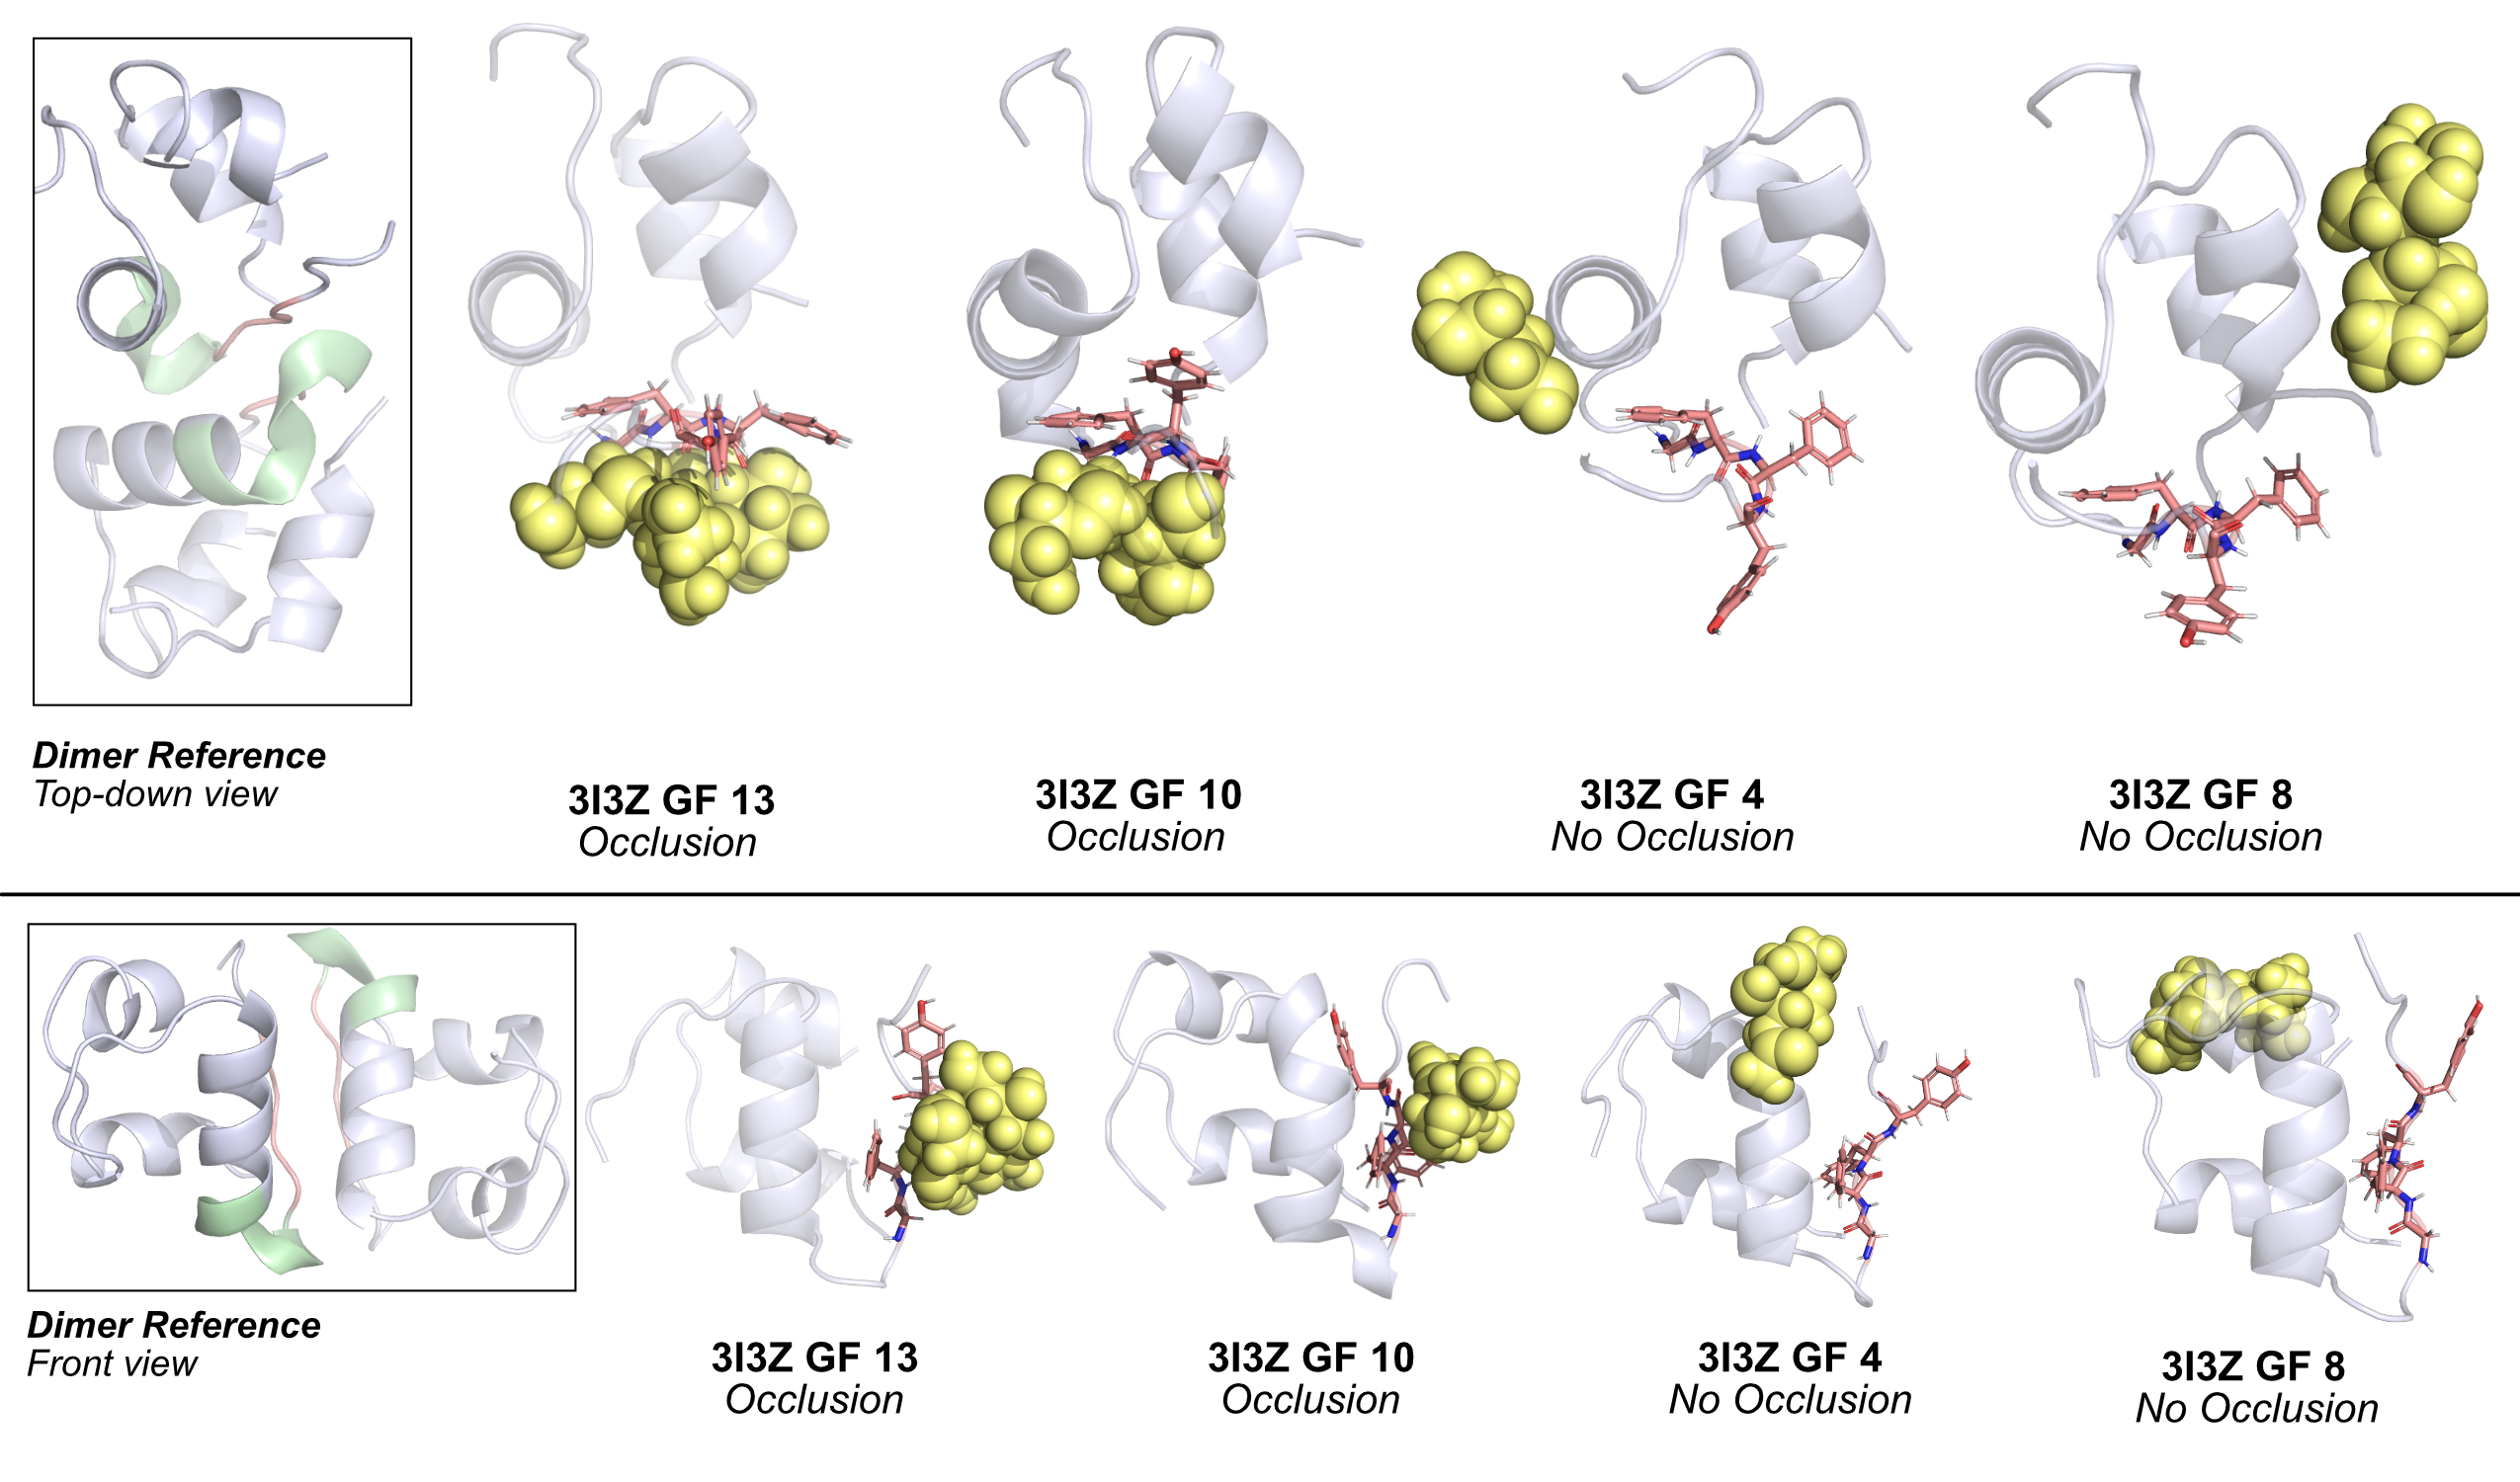 Dimer Reference
Top-down view
3I3Z GF 13
Occlusion
3I3Z GF 10
Occlusion
3I3Z GF 4
No Occlusion
3I3Z GF 8
No Occlusion
Dimer Reference
Front view
3I3Z GF 13
Occlusion
3I3Z GF 10
Occlusion
3I3Z GF 4
No Occlusion
3I3Z GF 8
No Occlusion